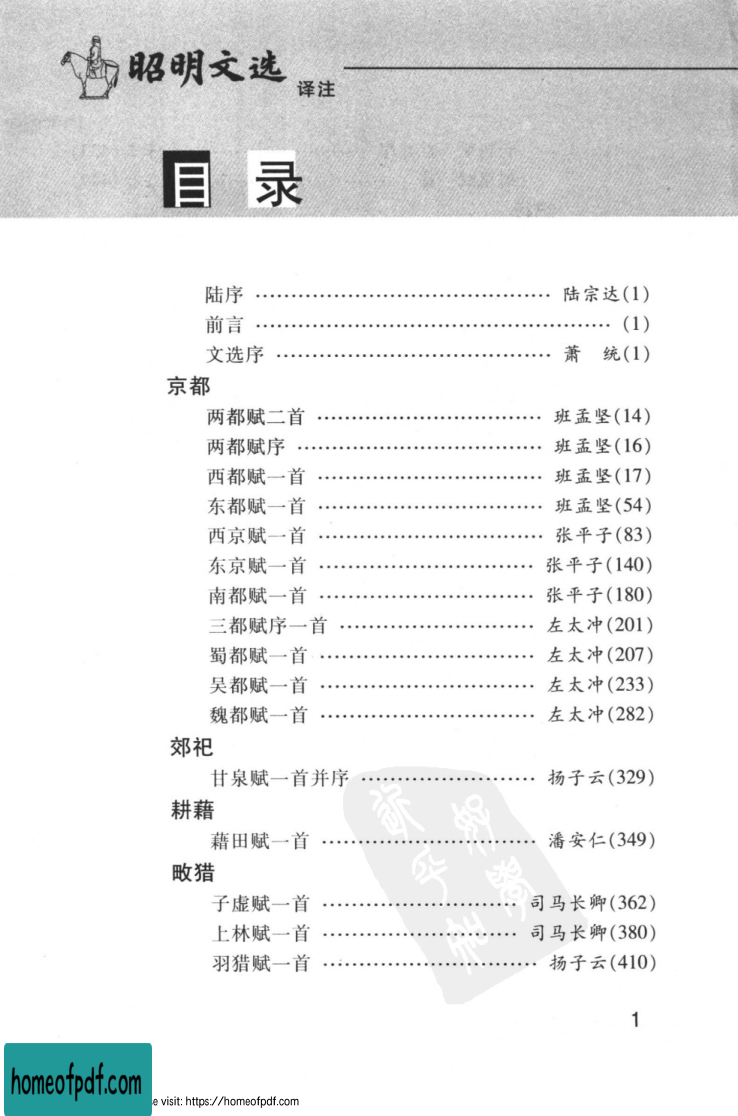 昭明文选
译注
目录
陆序 …………………………………… 陆宗达(1)
前言 …………………………………………… (1)
文选序 ………………………………… 萧 统(1)
京都
两都赋二首 …………………………… 班孟坚(14)
两都赋序 ……………………………… 班孟坚(16)
西都赋一首 …………………………… 班孟坚(17)
东都赋一首 …………………………… 班孟坚(54)
西京赋一首 …………………………… 张平子(83)
东京赋一首 ………………………… 张平子(140)
南都赋一首 ………………………… 张平子(180)
三都赋序一首 ……………………… 左太冲(201)
蜀都赋一首 ………………………… 左太冲(207)
吴都赋一首 ………………………… 左太冲(233)
魏都赋一首 ………………………… 左太冲(282)
郊祀
甘泉赋一首并序 …………………… 扬子云(329)
耕藉
藉田赋一首 ………………………… 潘安仁(349)
畋猎
子虚赋一首 ……………………… 司马长卿(362)
上林赋一首 ……………………… 司马长卿(380)
羽猎赋一首 ………………………… 扬子云(410)
1
homeofpdf.com
e visit: https://homeofpdf.com